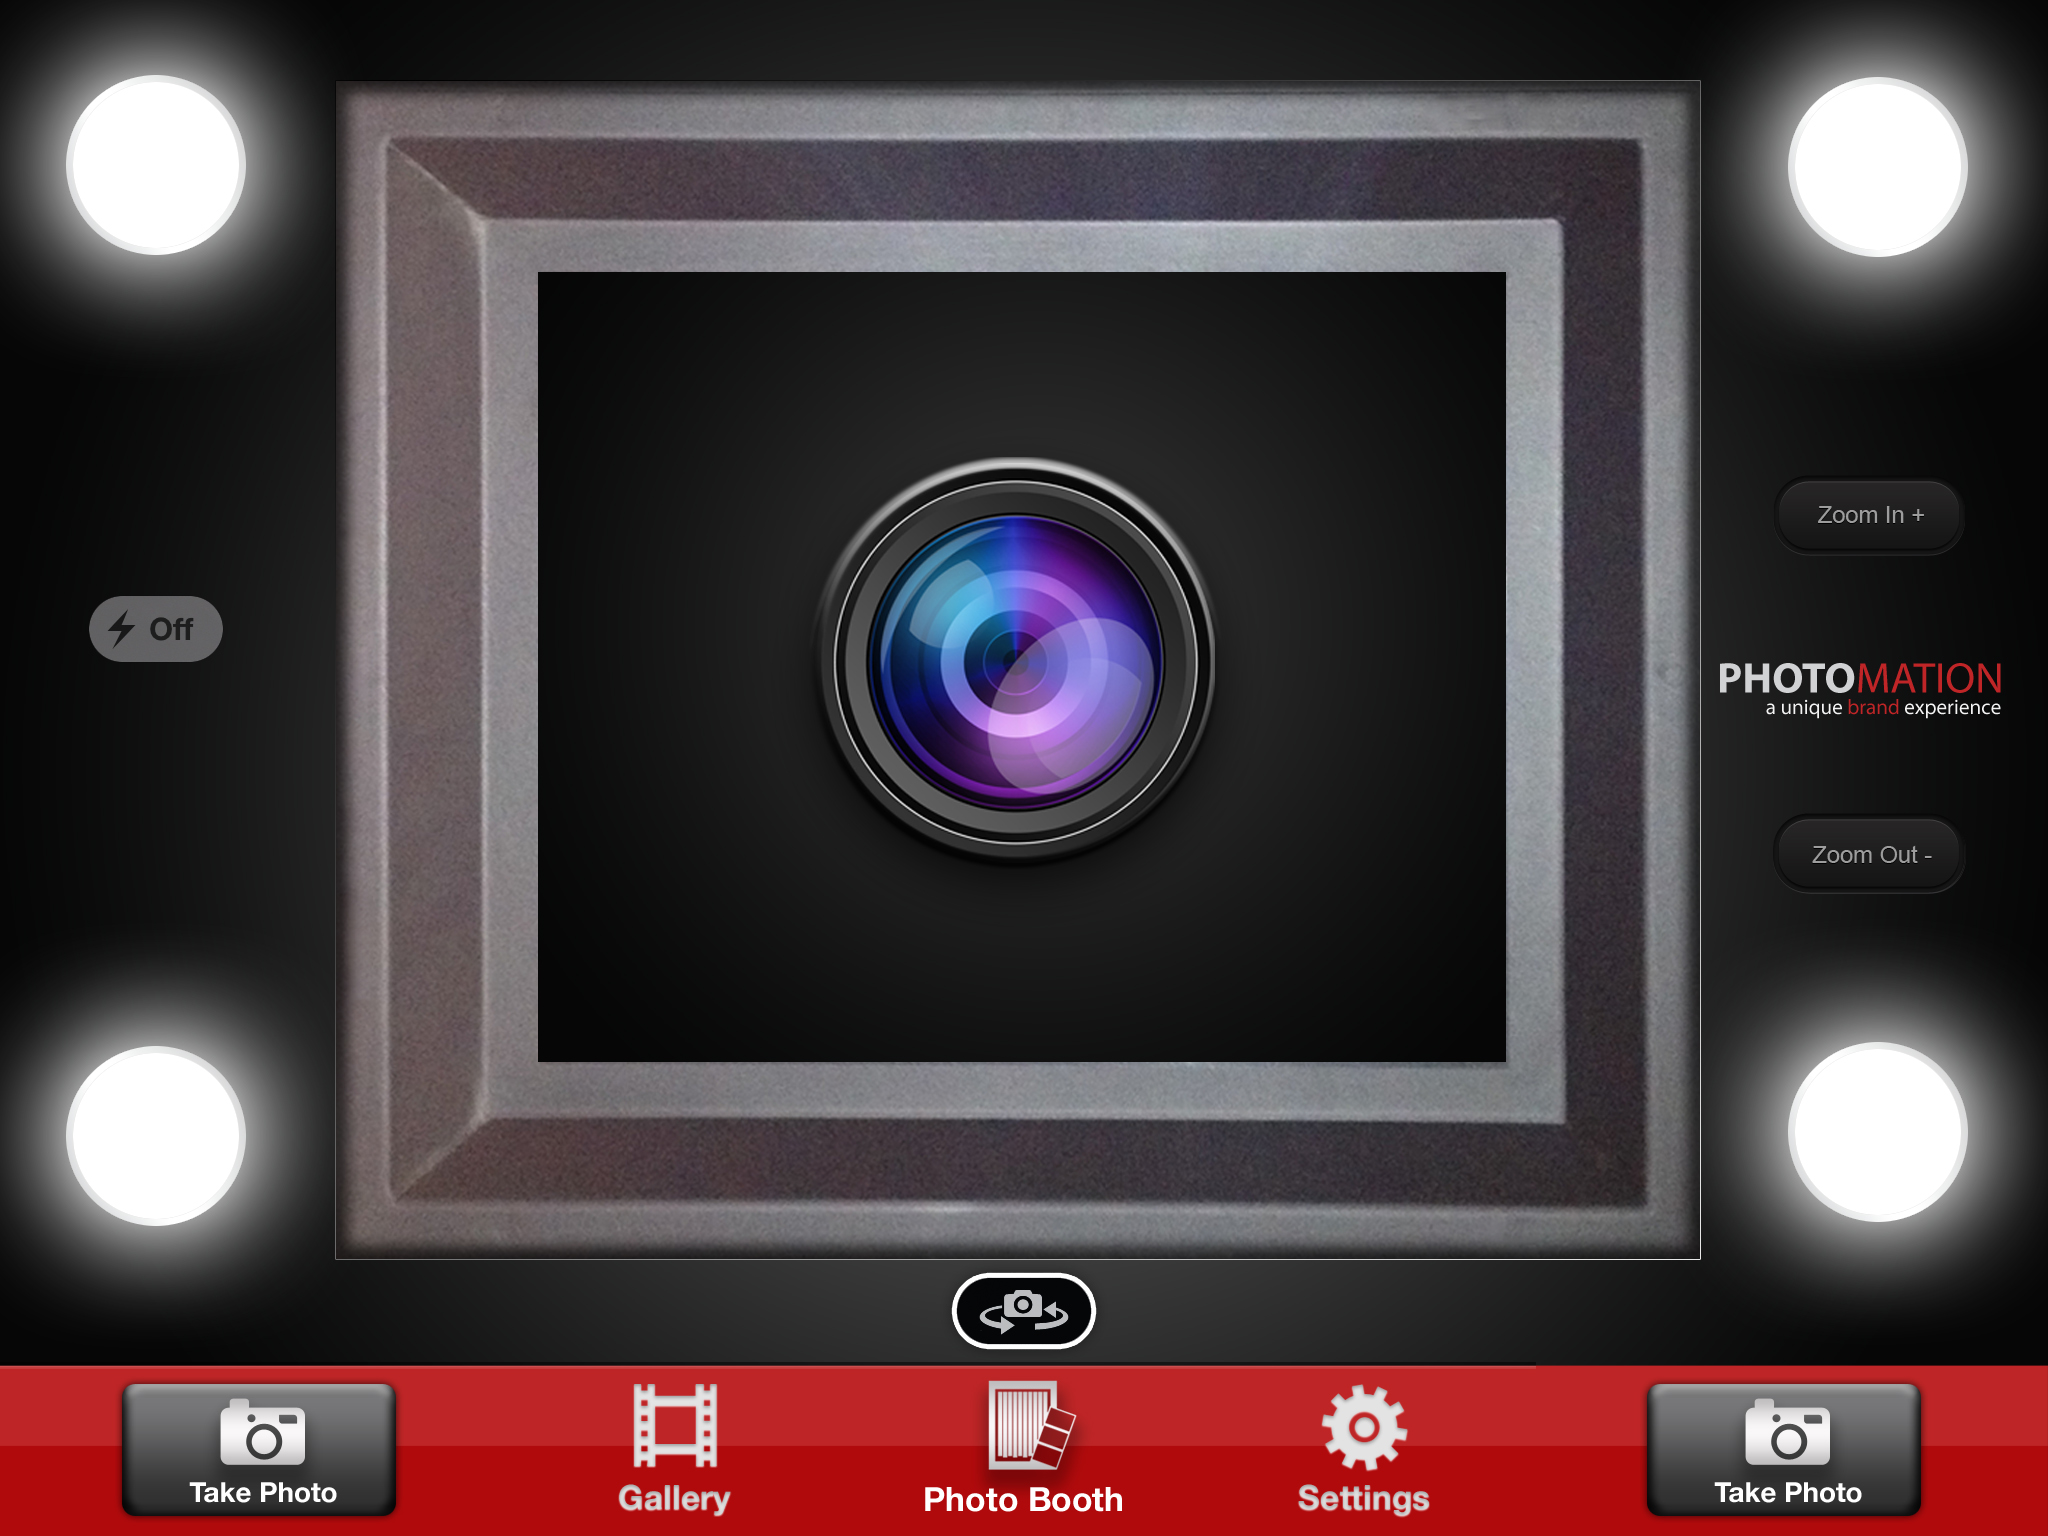 Zoom In +
Off
PHOTOMATION
a unique brand experience
Zoom Out -
Take Photo
Gallery
Photo Booth
Settings
Take Photo